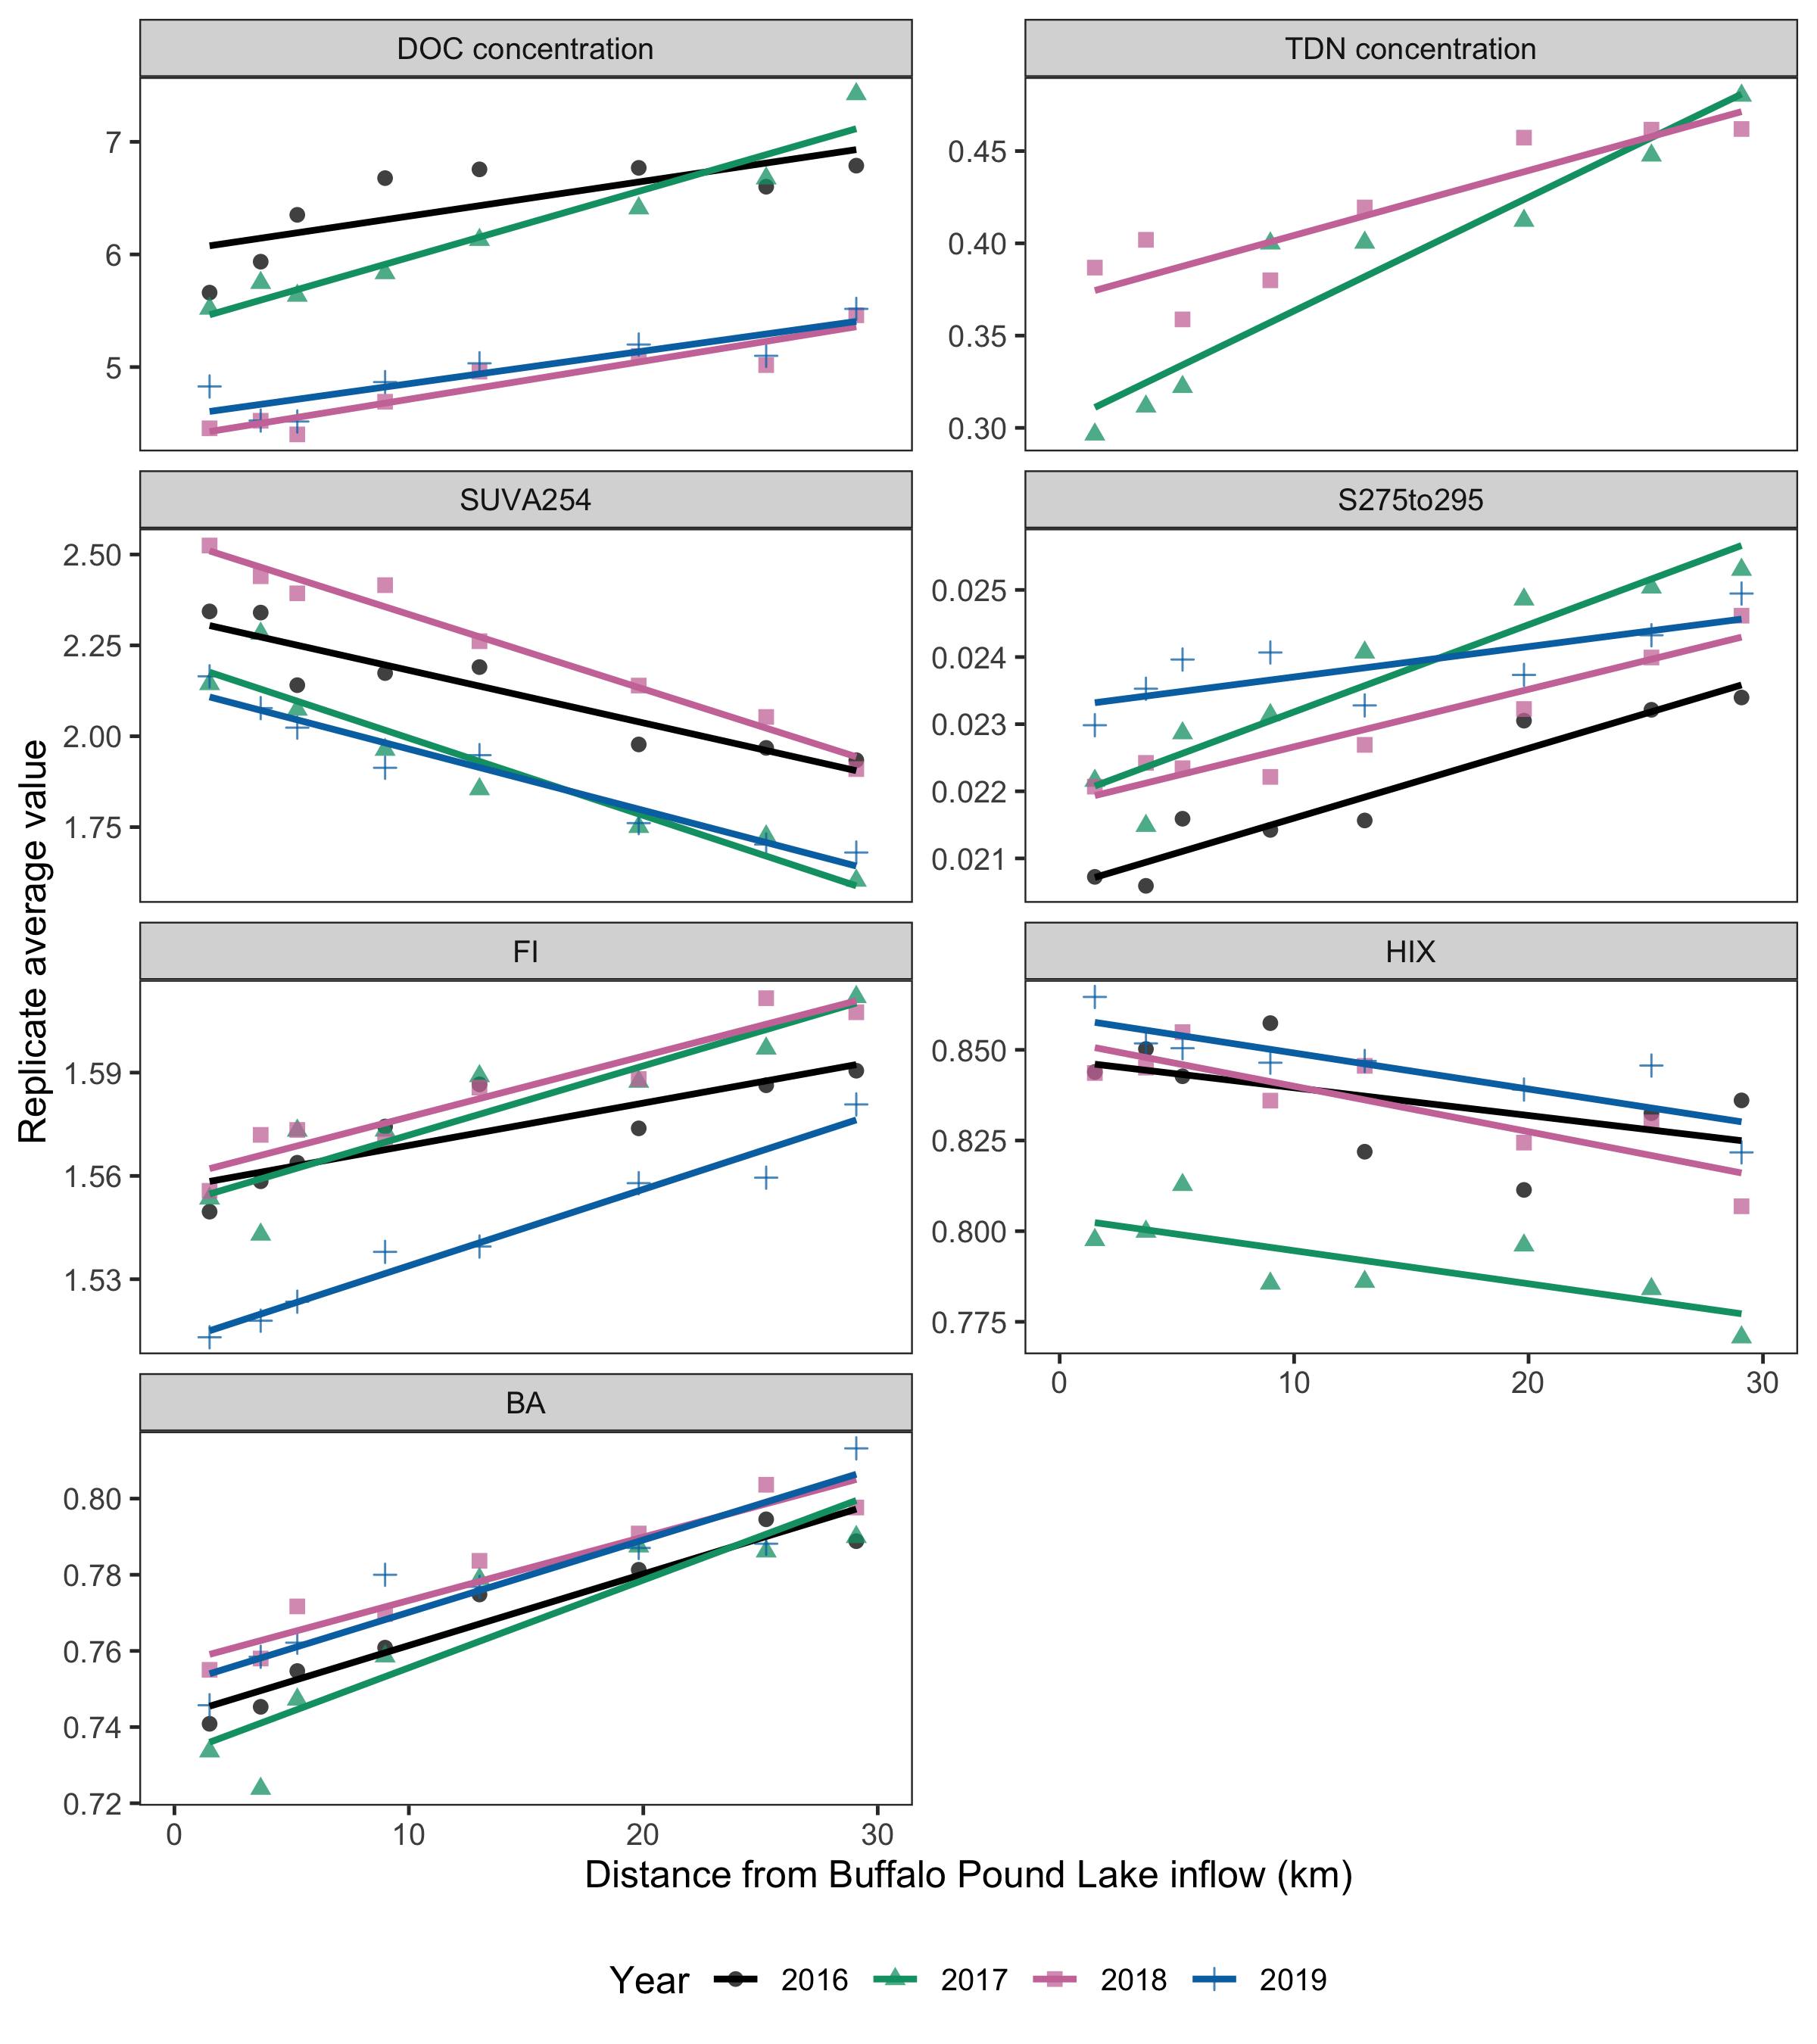 DOC concentration
TDN concentration
7
6
5
0.45
0.40
0.35
0.30
SUVA254
S275to295
2.50
2.25
2.00
1.75
0.025
0.024
0.023
0.022
0.021
Replicate average value
FI
HIX
1.59
1.56
1.53
0.850
0.825
0.800
0.775
0 10 20 30
BA
0.80
0.78
0.76
0.74
0.72
0 10 20 30
Distance from Buffalo Pound Lake inflow (km)
Year 2016 2017 2018 2019